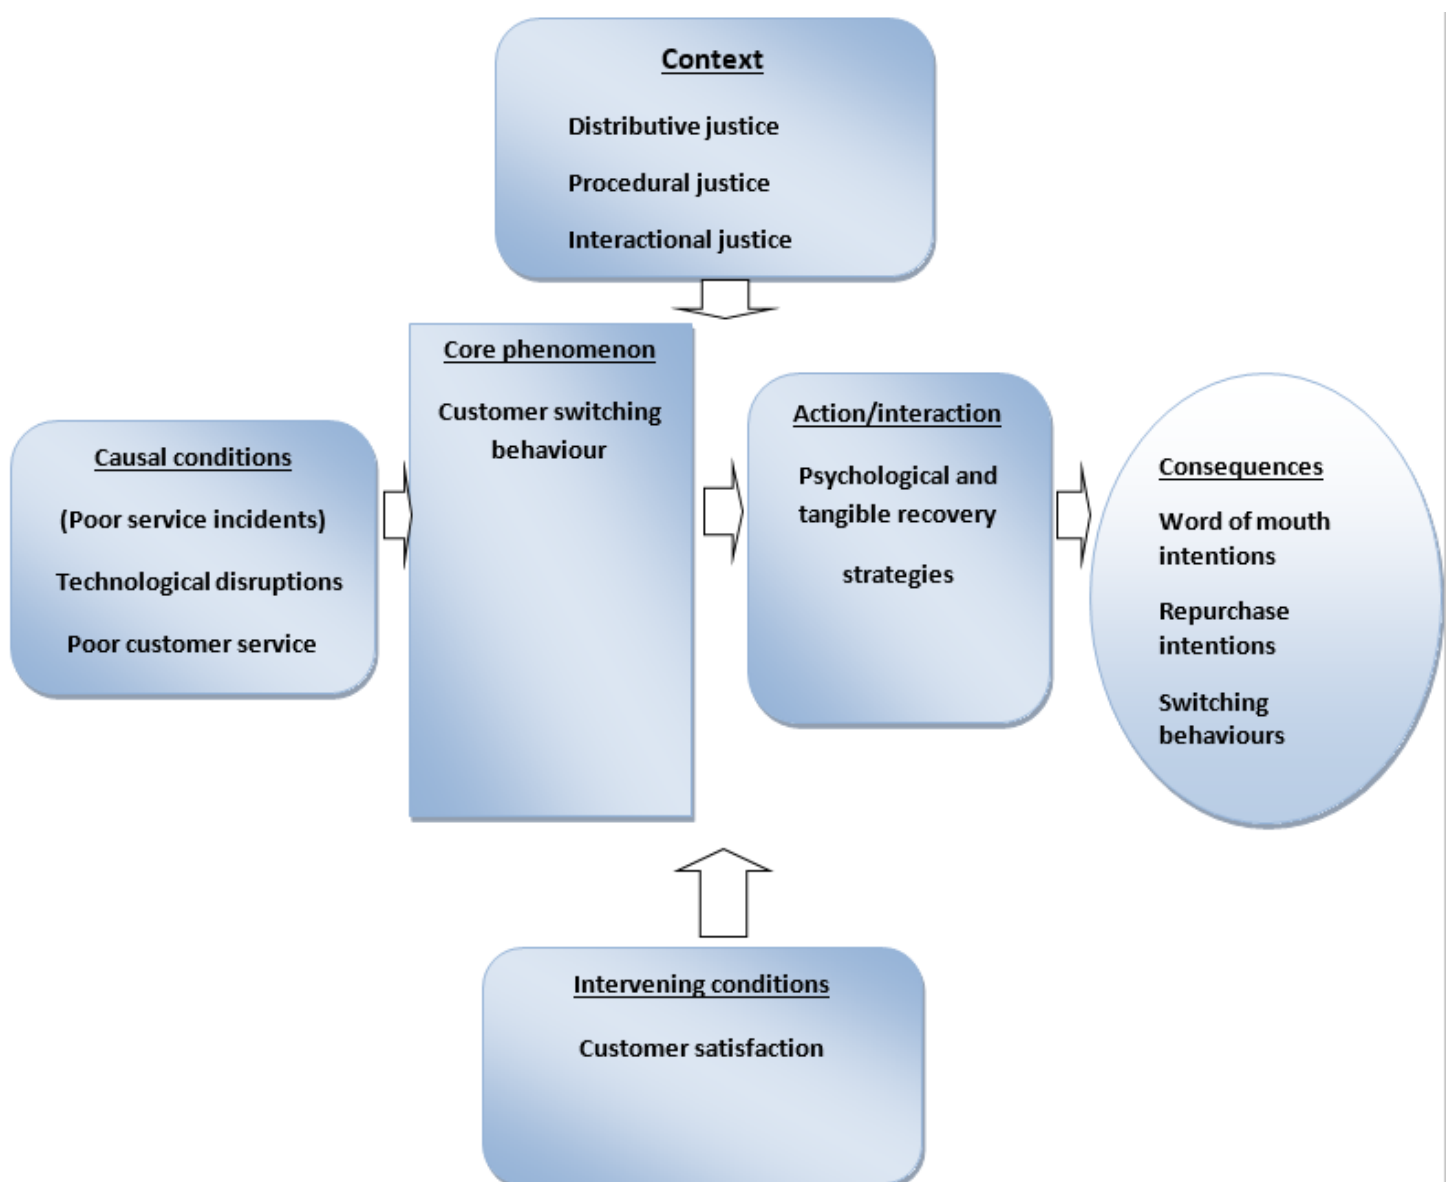 Context
Distributive justice
Procedural justice
Interactional justice
Causal conditions
(Poor service incidents)
Technological disruptions
Poor customer service
Core phenomenon
Customer switching
behaviour
Action/interaction
Psychological and
tangible recovery
strategies
Consequences
Word of mouth
intentions
Repurchase
intentions
Switching
behaviours
Intervening conditions
Customer satisfaction